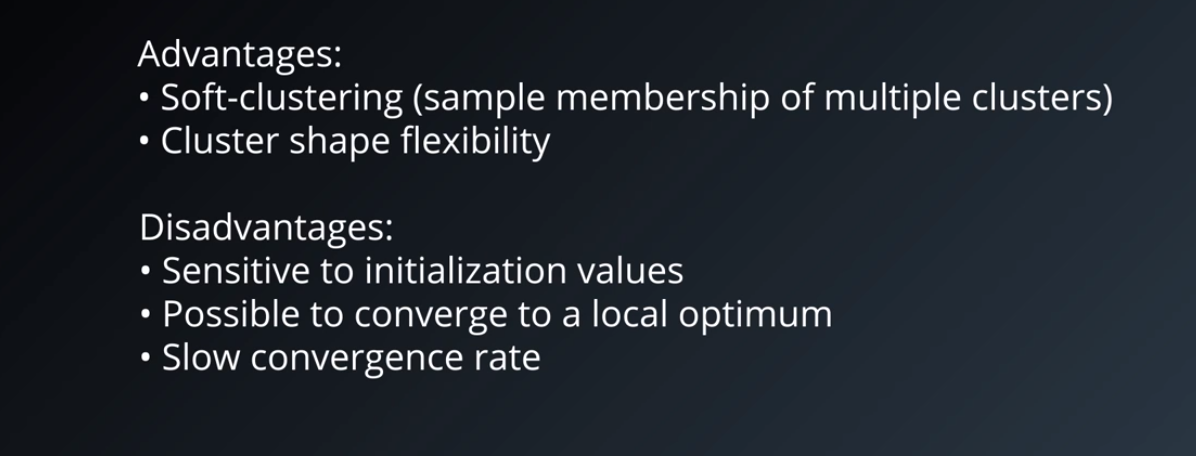 Advantages:
• Soft-clustering (sample membership of multiple clusters)
• Cluster shape flexibility
Disadvantages:
• Sensitive to initialization values
• Possible to converge to a local optimum
• Slow convergence rate